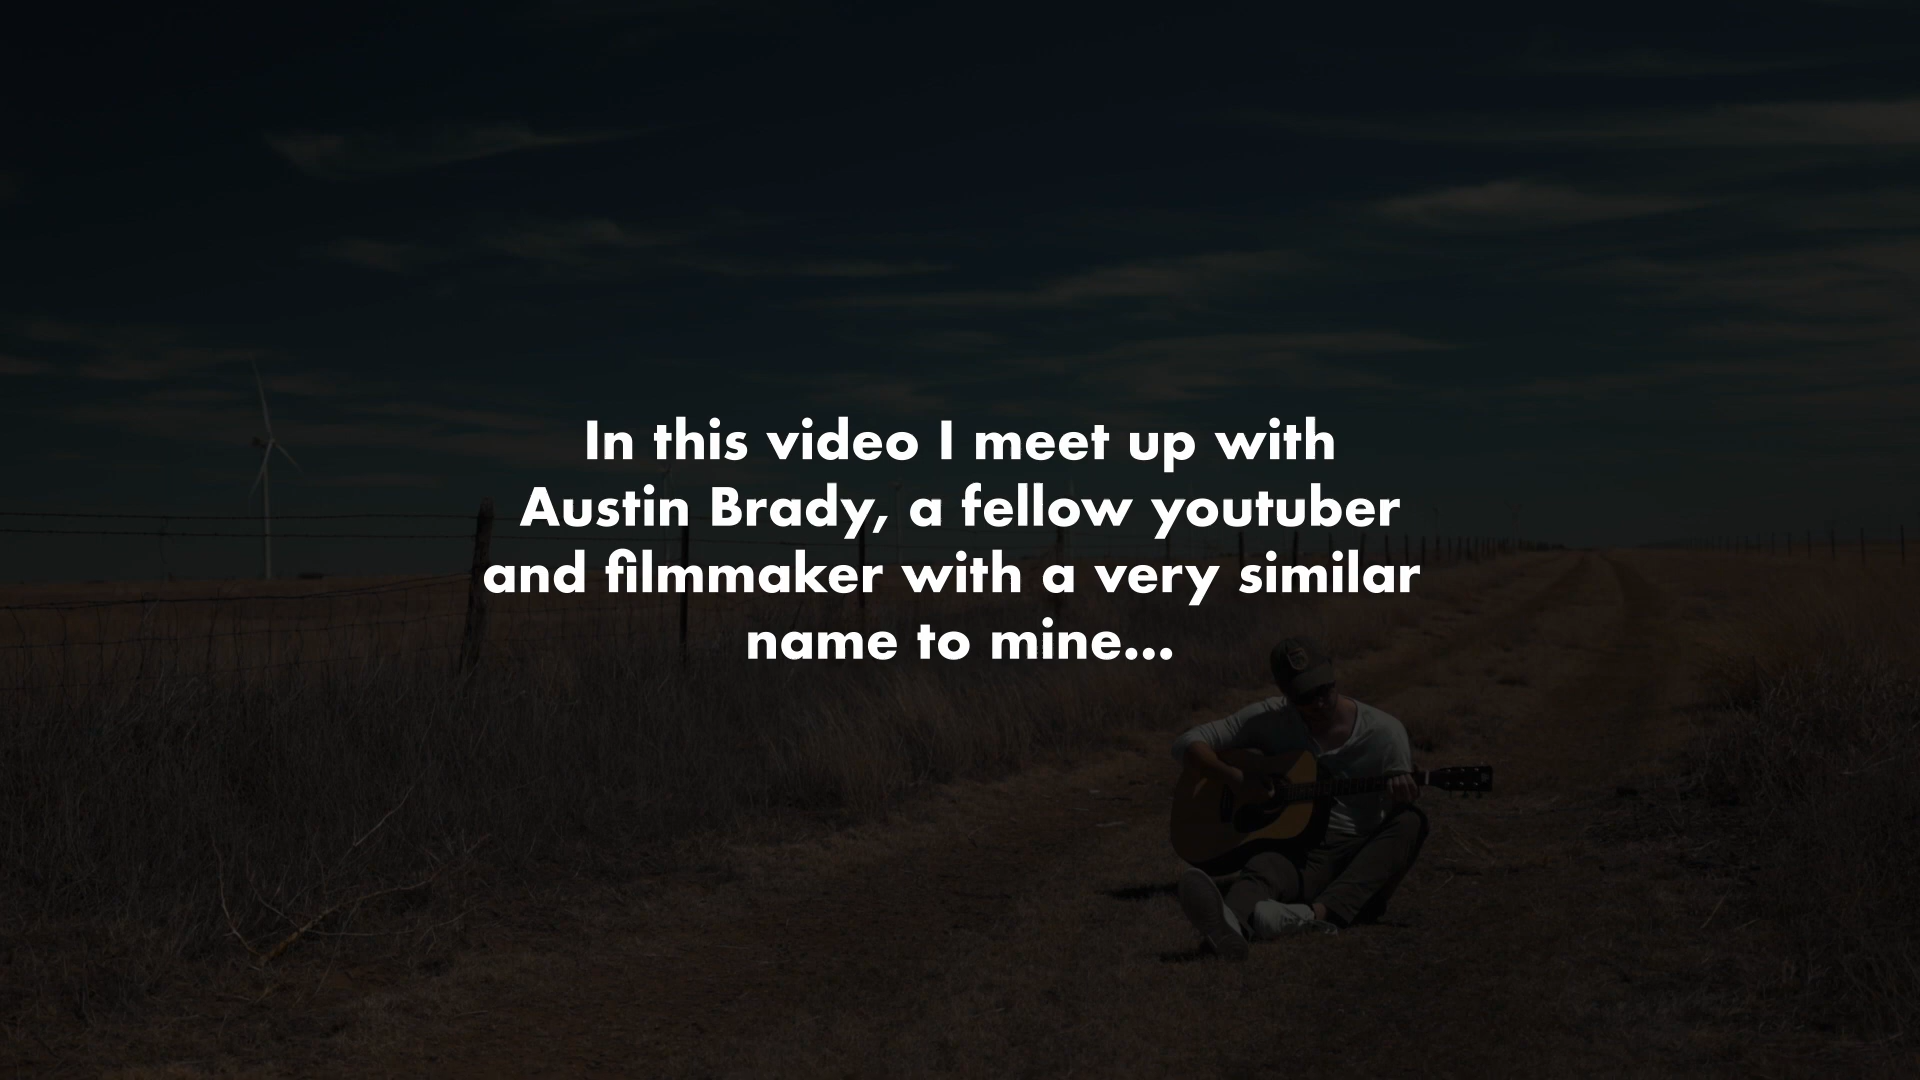 In this video I meet up with
Austin Brady, a fellow youtuber
and filmmaker with a very similar
name to mine...